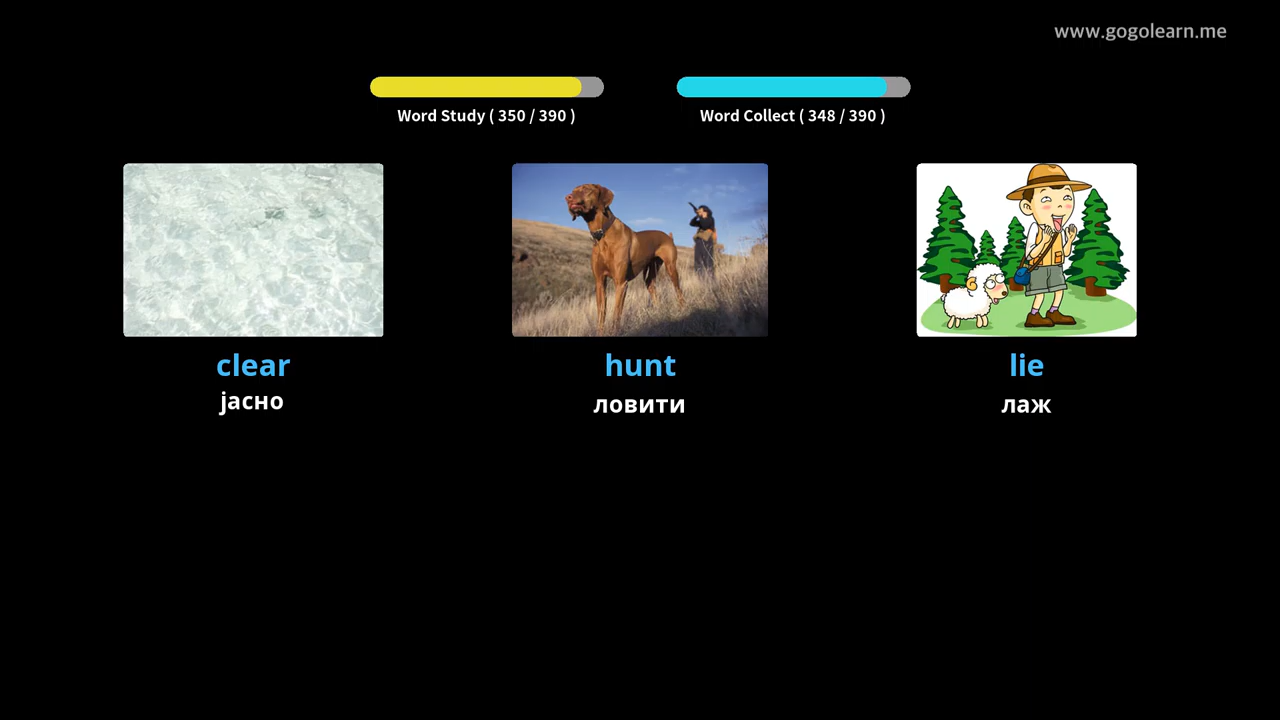 www.gogolearn.me
Word Study ( 350 / 390 )
Word Collect ( 348 / 390 )
clear
јасно
hunt
ловити
lie
лаж